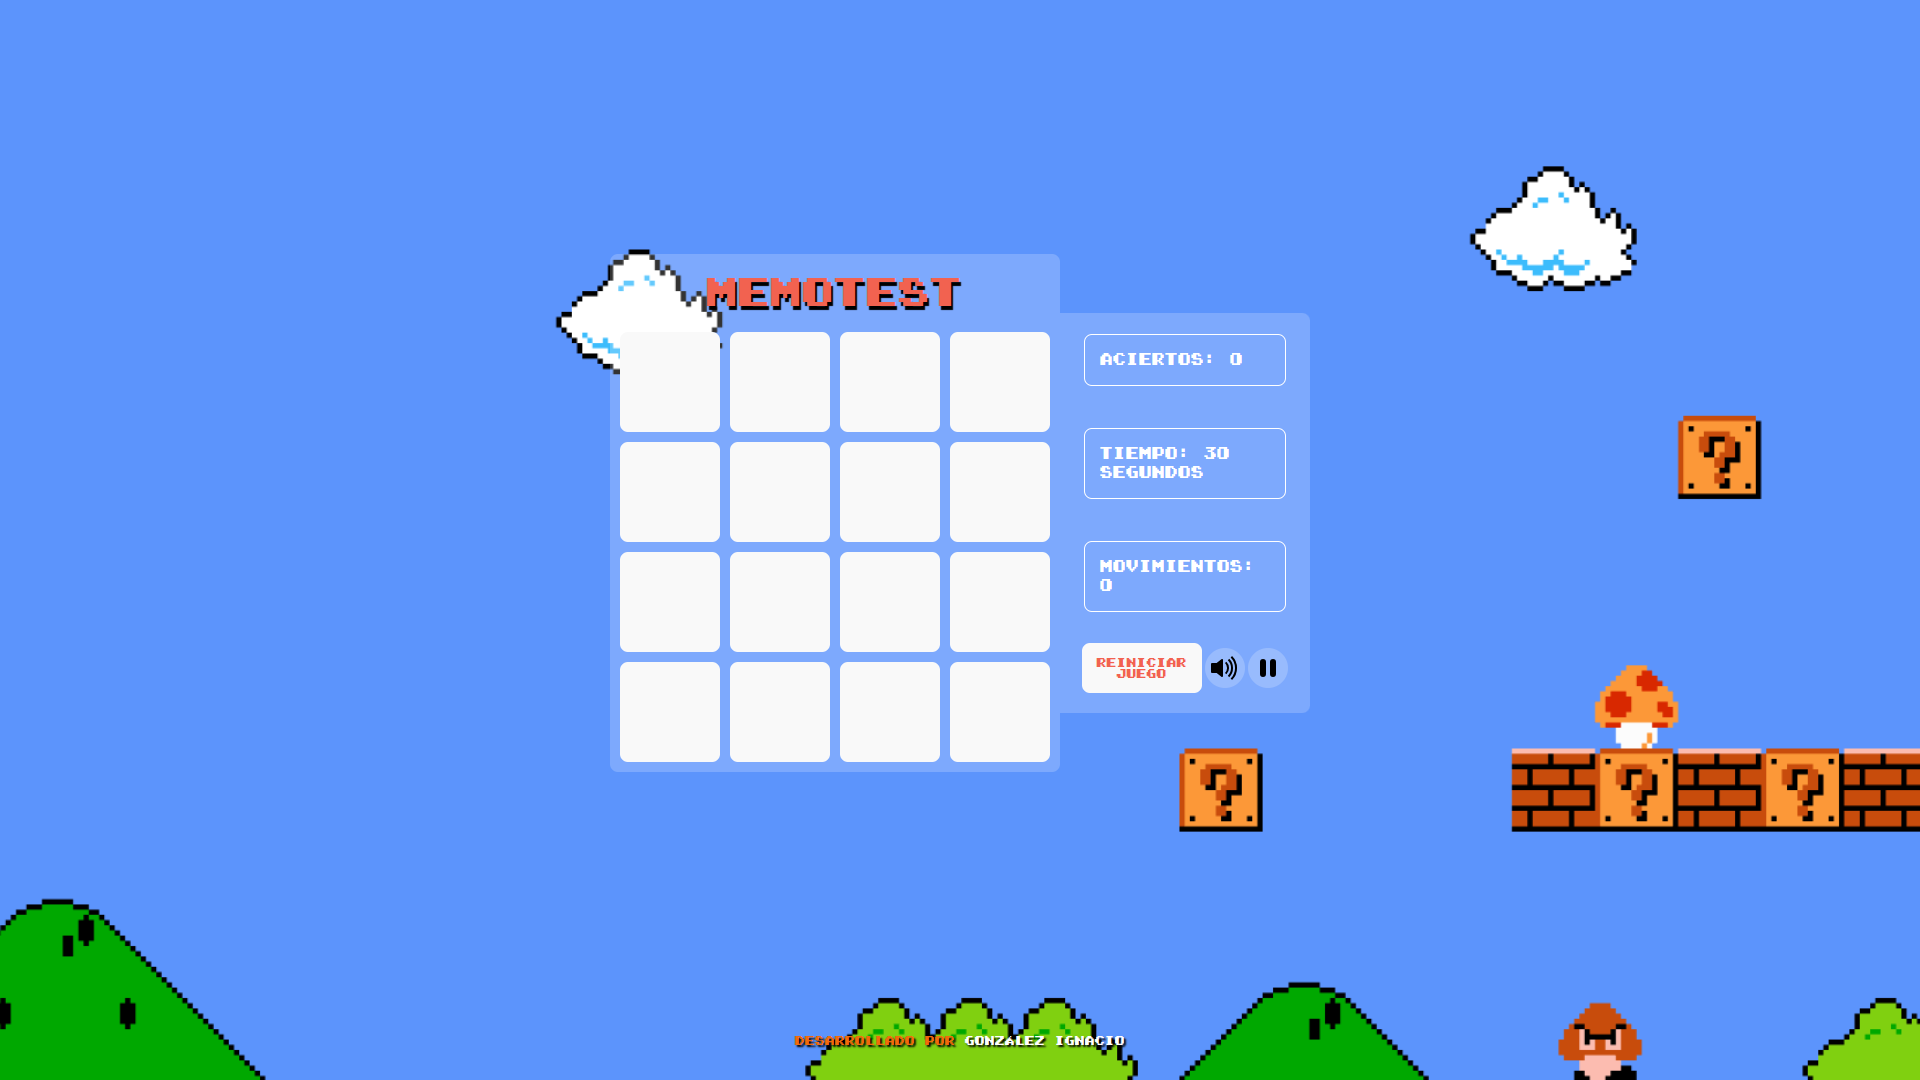 MEMOTEST
ACIERTOS: 0
TIEMPO: 30
SEGUNDOS
MOVIMIENTOS:
0
REINICIAR
JUEGO
DESARROLLADO POR GONZALEZ IGNACIO